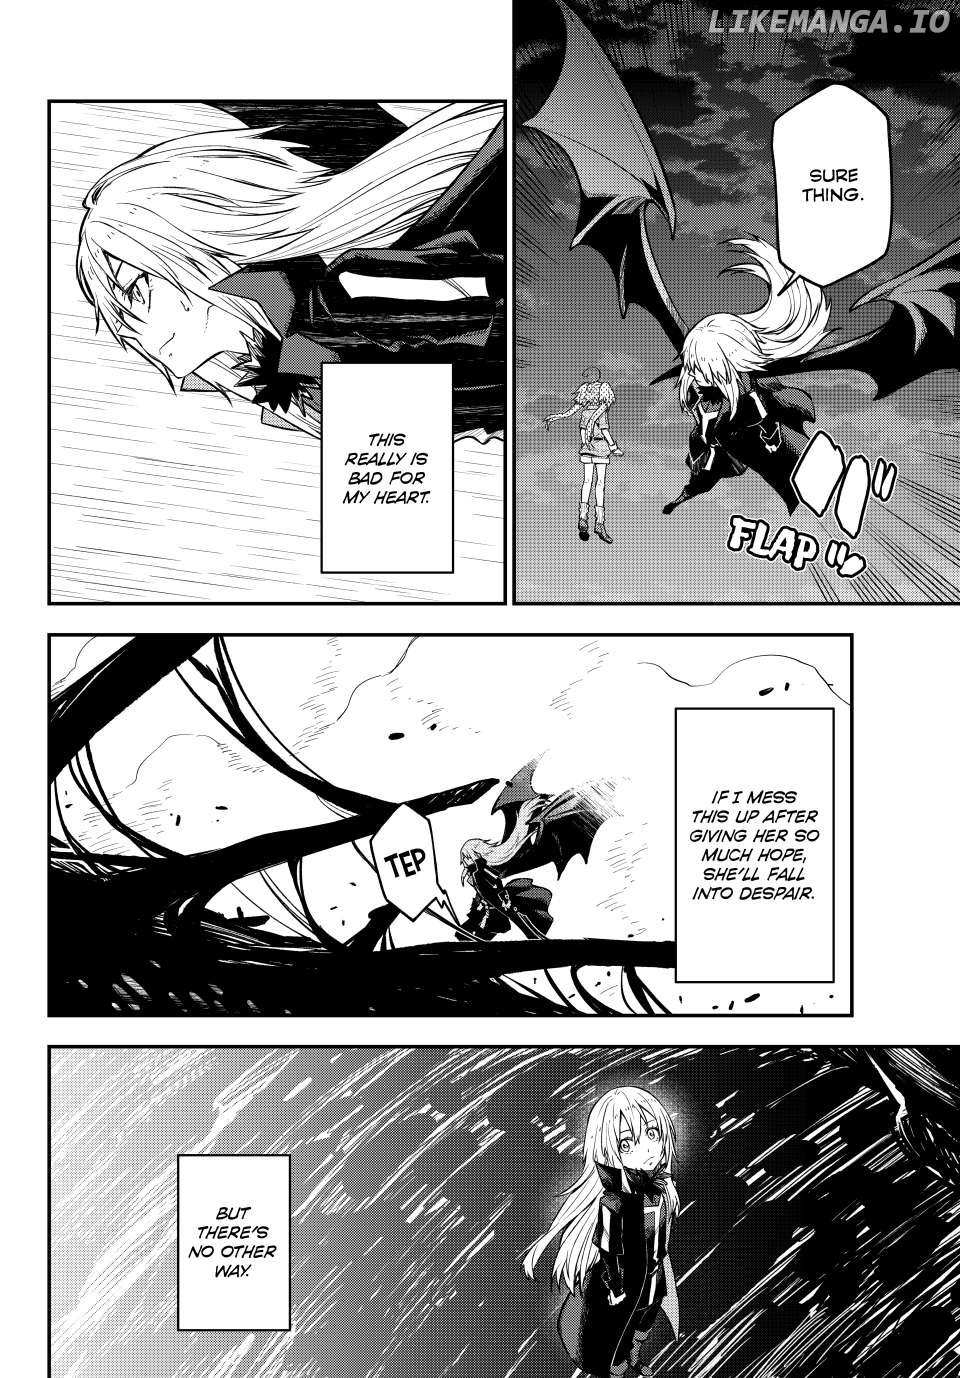 LIKEMANGA.IO
SURE
THING.
FLAP
THIS
REALLY IS
BAD FOR
MY HEART.
IF I MESS
THIS UP AFTER
GIVING HER SO
MUCH HOPE,
SHE'LL FALL
INTO DESPAIR.
TEP
BUT
THERE'S
NO OTHER
WAY.